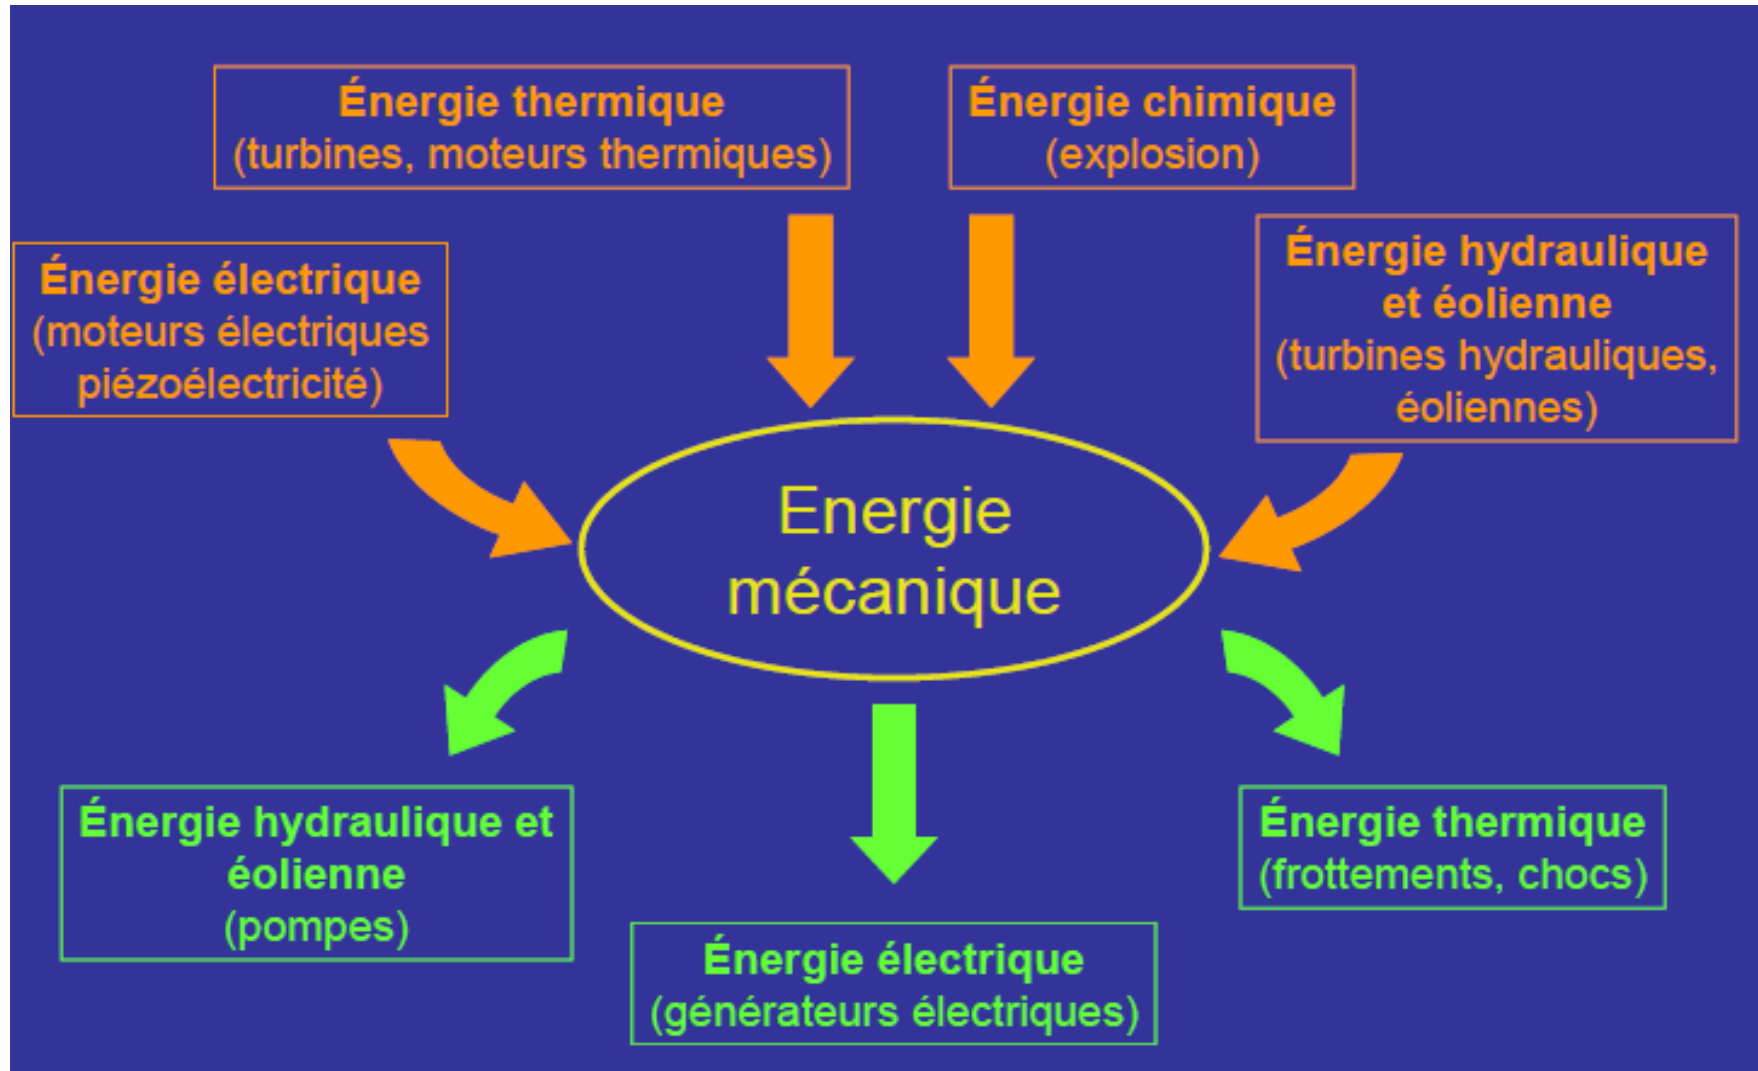 Énergie thermique
(turbines, moteurs thermiques)
Énergie chimique
(explosion)
Énergie électrique
(moteurs électriques
piézoélectricité)
Énergie hydraulique
et éolienne
(turbines hydrauliques,
éoliennes)
Energie
mécanique
Énergie hydraulique et
éolienne
(pompes)
Énergie électrique
(générateurs électriques)
Énergie thermique
(frottements, chocs)